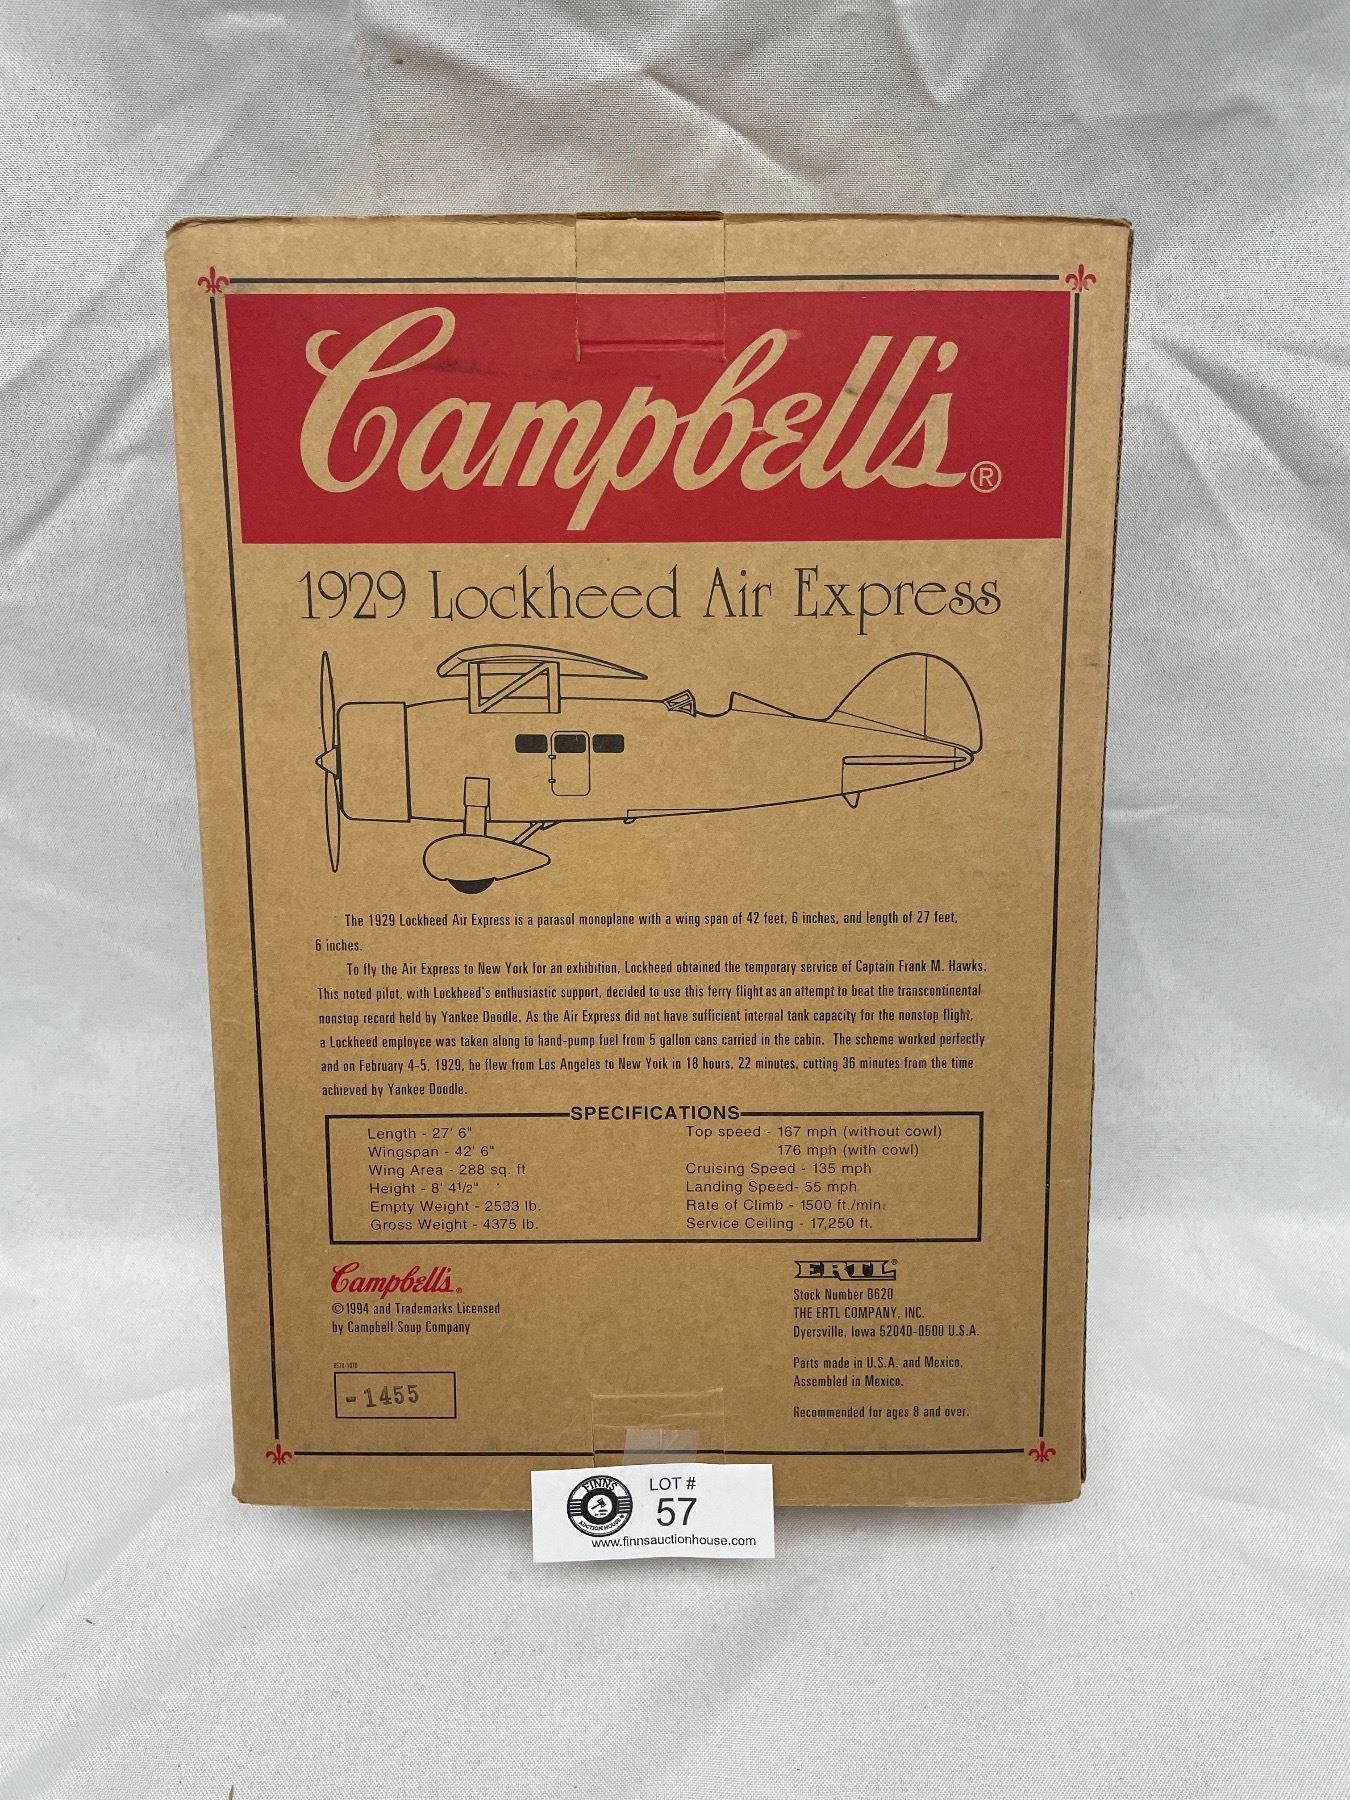 Campbell's®
1929 Lockheed Air Express
The 1929 Lockheed Air Express is a parasol monoplane with a wing span of 42 feet, 6 inches, and length of 27 feet,
6 inches.
To fly the Air Express to New York for an exhibition, Lockheed obtained the temporary service of Captain Frank M. Hawks.
This noted pilot, with Lockheed's enthusiastic support, decided to use this ferry flight as an attempt to beat the transcontinental
nonstop record held by Yankee Doodle. As the Air Express did not have sufficient internal tank capacity for the nonstop flight,
a Lockheed employee was taken along to hand-pump fuel from 5 gallon cans carried in the cabin. The scheme worked perfectly
and on February 4-5, 1929, he flew from Los Angeles to New York in 18 hours, 22 minutes, cutting 36 minutes from the time
achieved by Yankee Doodle.
SPECIFICATIONS
Length - 27' 6"
Wingspan - 42' 6"
Wing Area - 288 sq. ft
Height - 8' 4 1/2"
Empty Weight - 2533 lb.
Gross Weight - 4375 lb.
Top speed - 167 mph (without cowl)
176 mph (with cowl)
Cruising Speed - 135 mph
Landing Speed- 55 mph
Rate of Climb - 1500 ft./min.
Service Ceiling - 17,250 ft.
Campbell's®
©1994 and Trademarks Licensed
by Campbell Soup Company
-1455
ERTL®
Stock Number B620
THE ERTL COMPANY, INC.
Dyersville, Iowa 52040-0500 U.S.A.
Parts made in U.S.A. and Mexico.
Assembled in Mexico.
Recommended for ages 8 and over.
FINNS
AUCTION HOUSE
LOT #
57
www.finnsauctionhouse.com